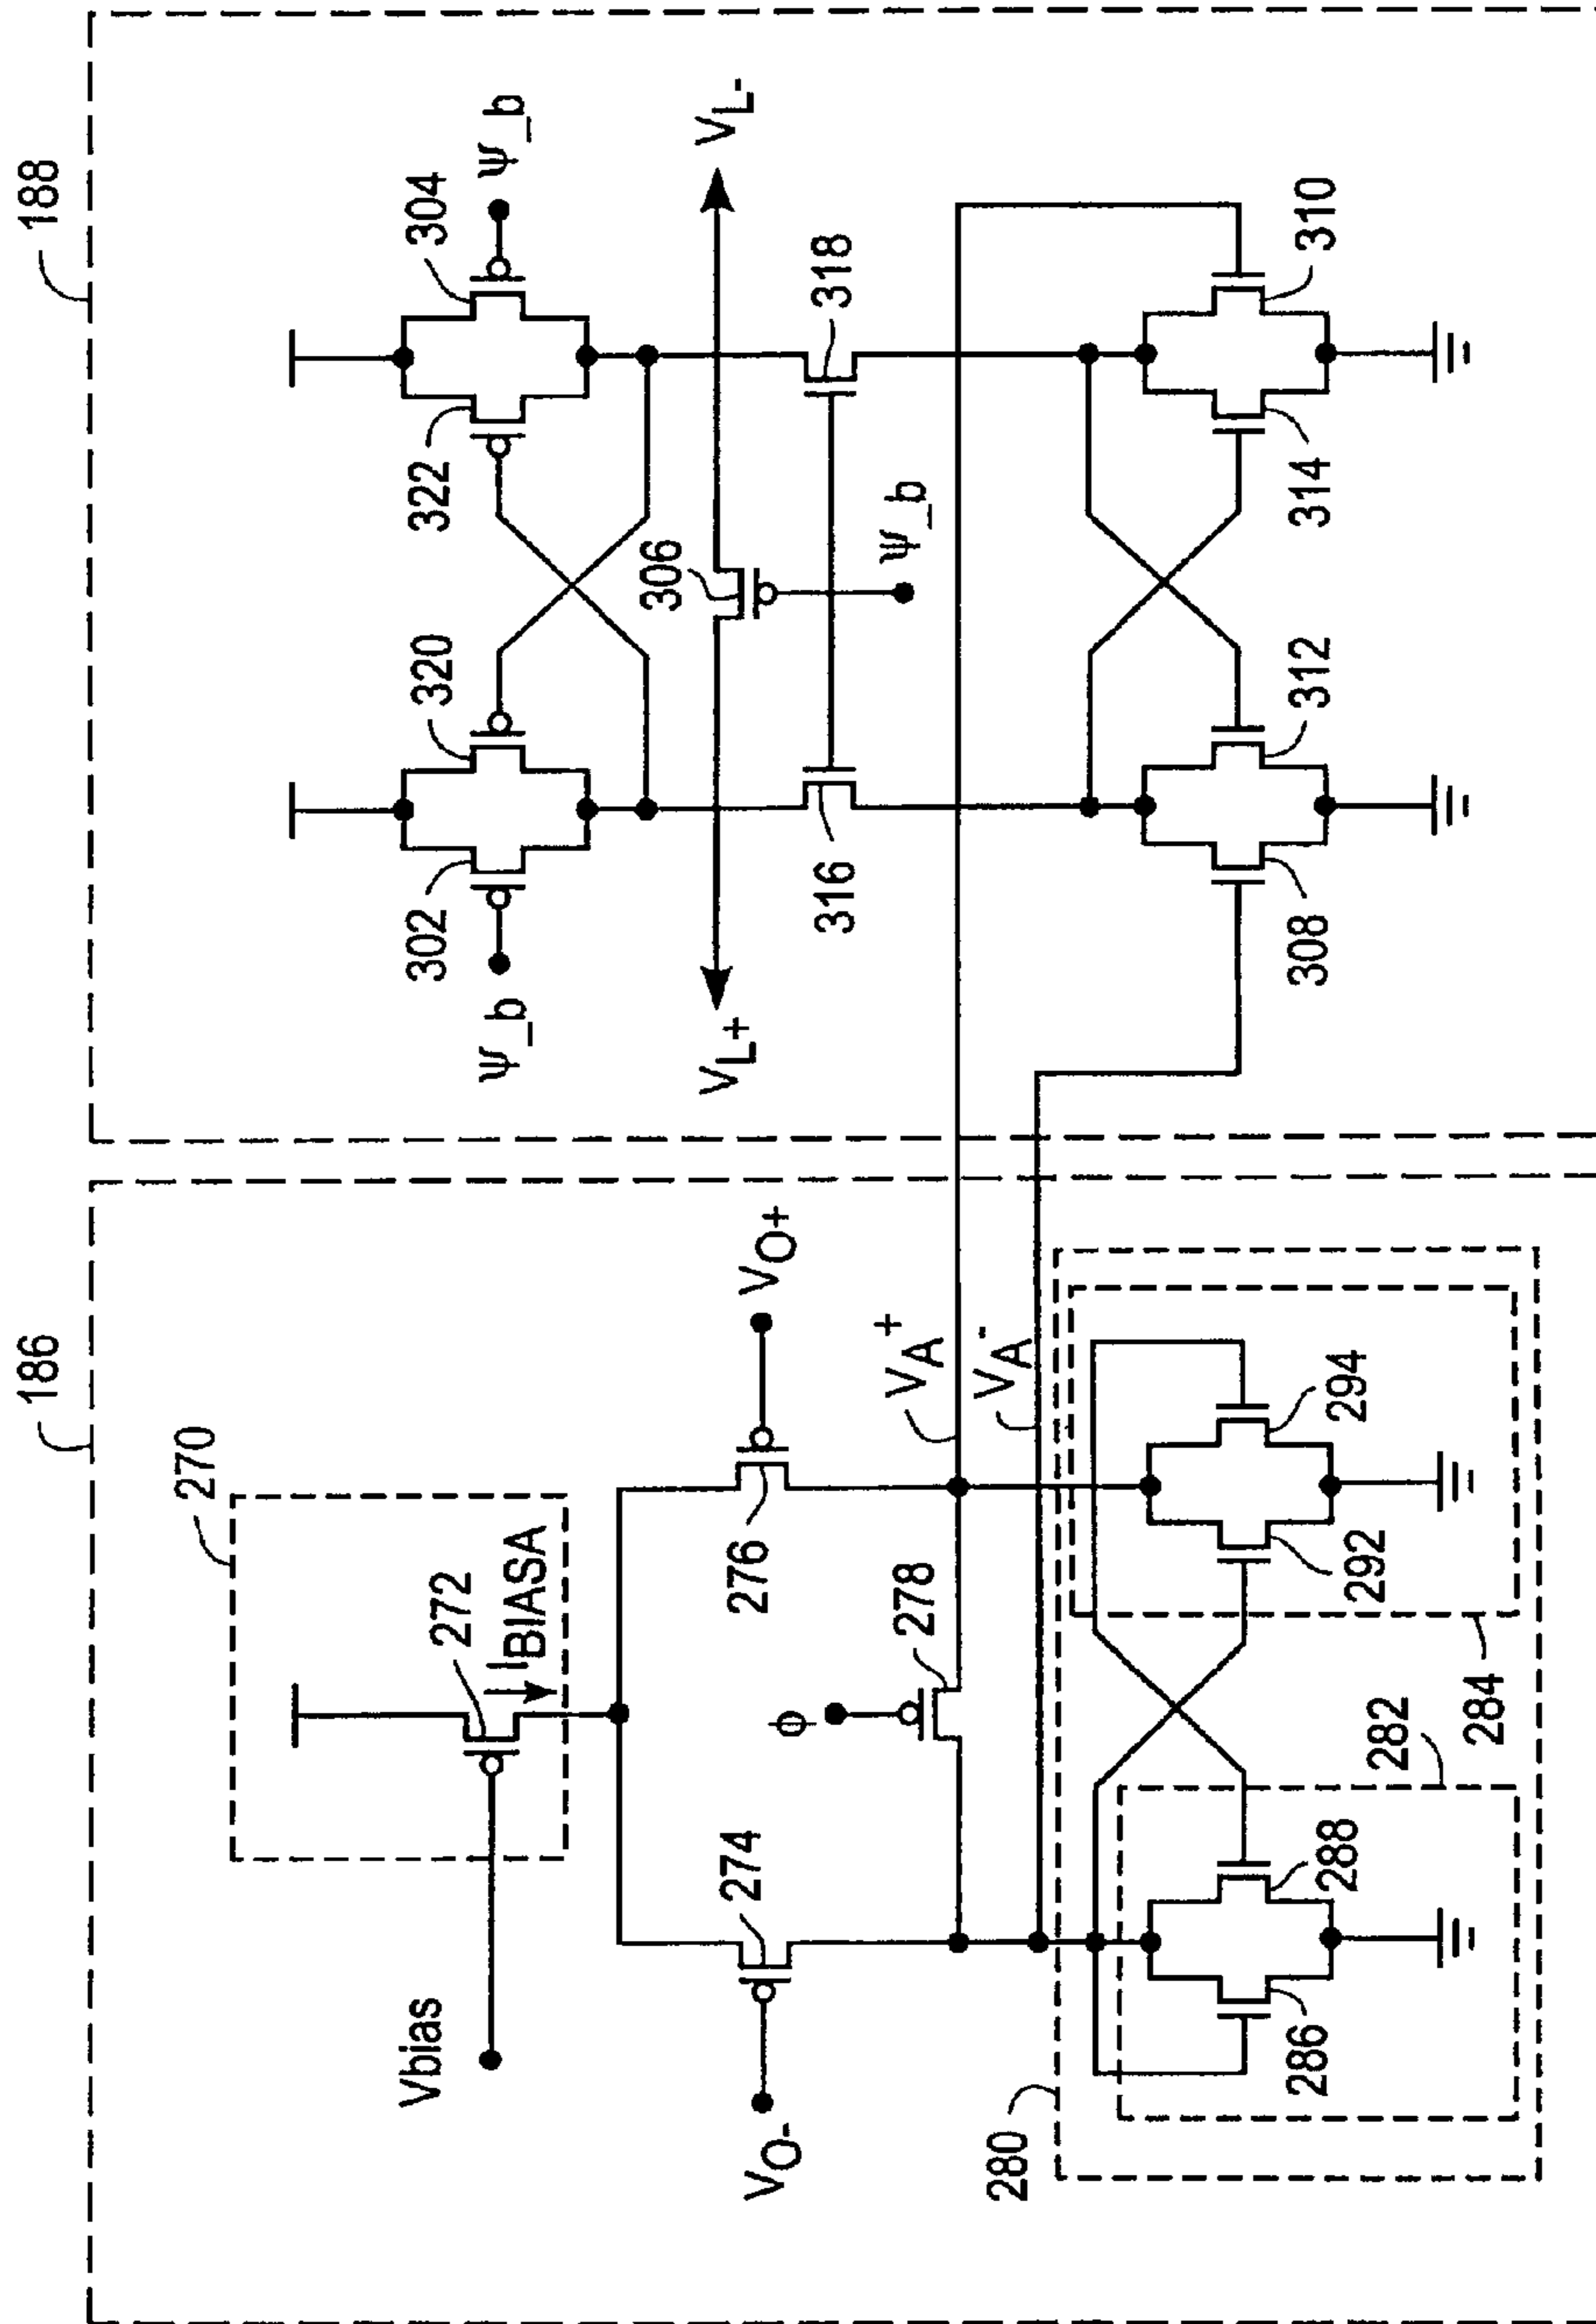 186
188
270
272
IBIASA
Vbias
274
276
VO-
VO+
ϕ
278
VA+
VA-
280
282
284
286
288
292
294
ψ_b
302
320
322
304
ψ_b
VL+
306
VL-
316
318
ψ_b
308
312
314
310